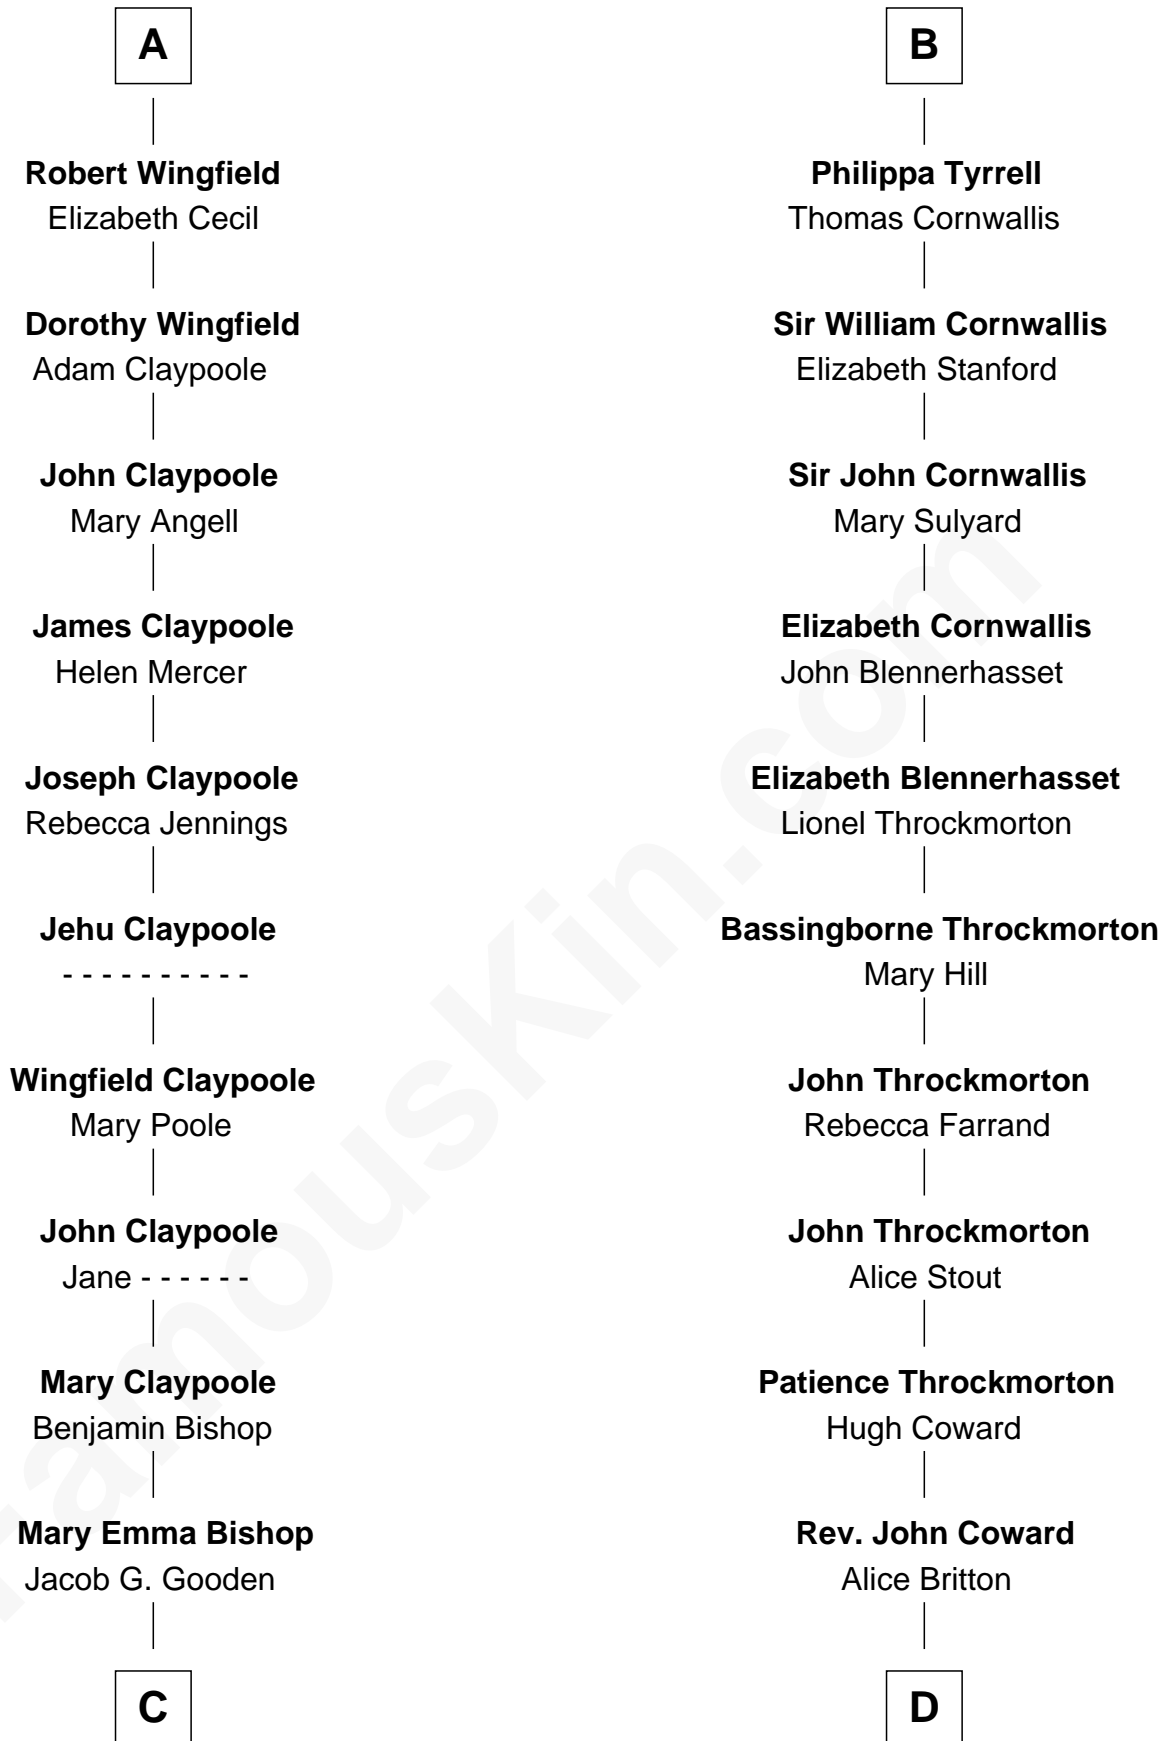 A
Robert Wingfield
Elizabeth Cecil
Dorothy Wingfield
Adam Claypoole
John Claypoole
Mary Angell
James Claypoole
Helen Mercer
Joseph Claypoole
Rebecca Jennings
Jehu Claypoole
- - - - - - - - - -
Wingfield Claypoole
Mary Poole
John Claypoole
Jane - - - - - -
Mary Claypoole
Benjamin Bishop
Mary Emma Bishop
Jacob G. Gooden
C
B
Philippa Tyrrell
Thomas Cornwallis
Sir William Cornwallis
Elizabeth Stanford
Sir John Cornwallis
Mary Sulyard
Elizabeth Cornwallis
John Blennerhasset
Elizabeth Blennerhasset
Lionel Throckmorton
Bassingborne Throckmorton
Mary Hill
John Throckmorton
Rebecca Farrand
John Throckmorton
Alice Stout
Patience Throckmorton
Hugh Coward
Rev. John Coward
Alice Britton
D
FamousKin.com